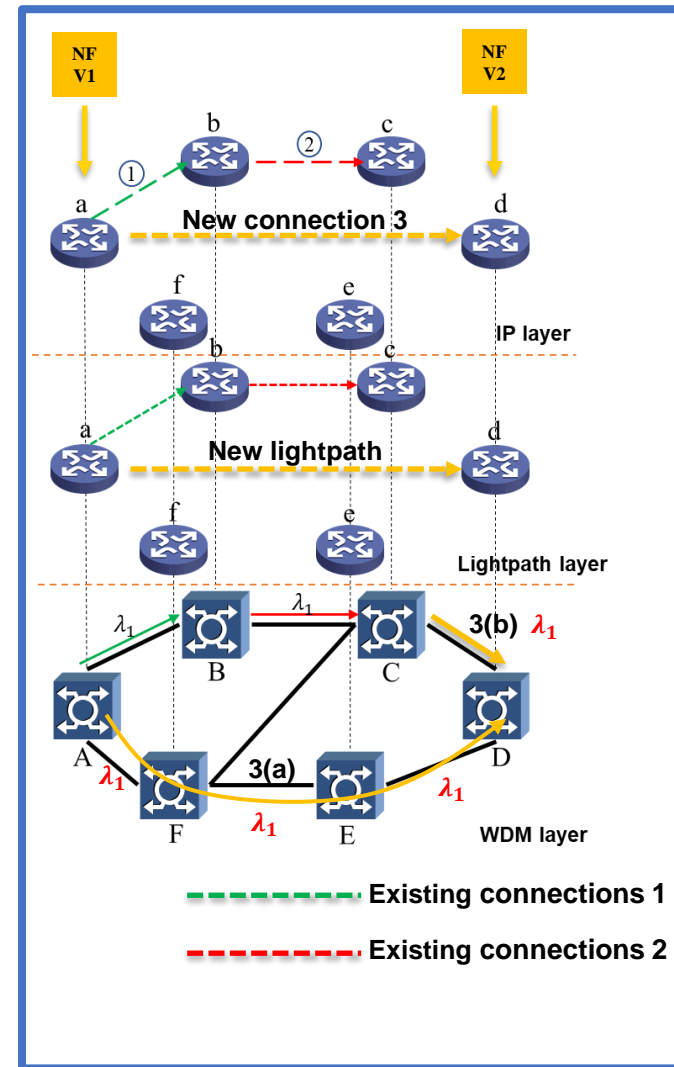 NF
V1
NF
V2
b
c
①
②
a
New connection 3
d
f
e
IP layer
b
c
a
New lightpath
d
f
e
Lightpath layer
λ₁
λ₁
3(b) λ₁
B
C
A
D
λ₁
3(a)
λ₁
F
λ₁
E
WDM layer
Existing connections 1
Existing connections 2